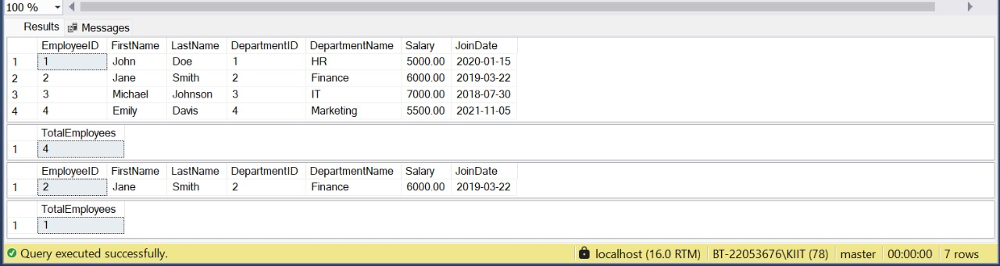 100 %
Results Messages
EmployeeID FirstName LastName DepartmentID DepartmentName Salary JoinDate
1 1 John Doe 1 HR 5000.00 2020-01-15
2 2 Jane Smith 2 Finance 6000.00 2019-03-22
3 3 Michael Johnson 3 IT 7000.00 2018-07-30
4 4 Emily Davis 4 Marketing 5500.00 2021-11-05
TotalEmployees
1 4
EmployeeID FirstName LastName DepartmentID DepartmentName Salary JoinDate
1 2 Jane Smith 2 Finance 6000.00 2019-03-22
TotalEmployees
1 1
Query executed successfully. localhost (16.0 RTM) BT-22053676\KIIT (78) master 00:00:00 7 rows